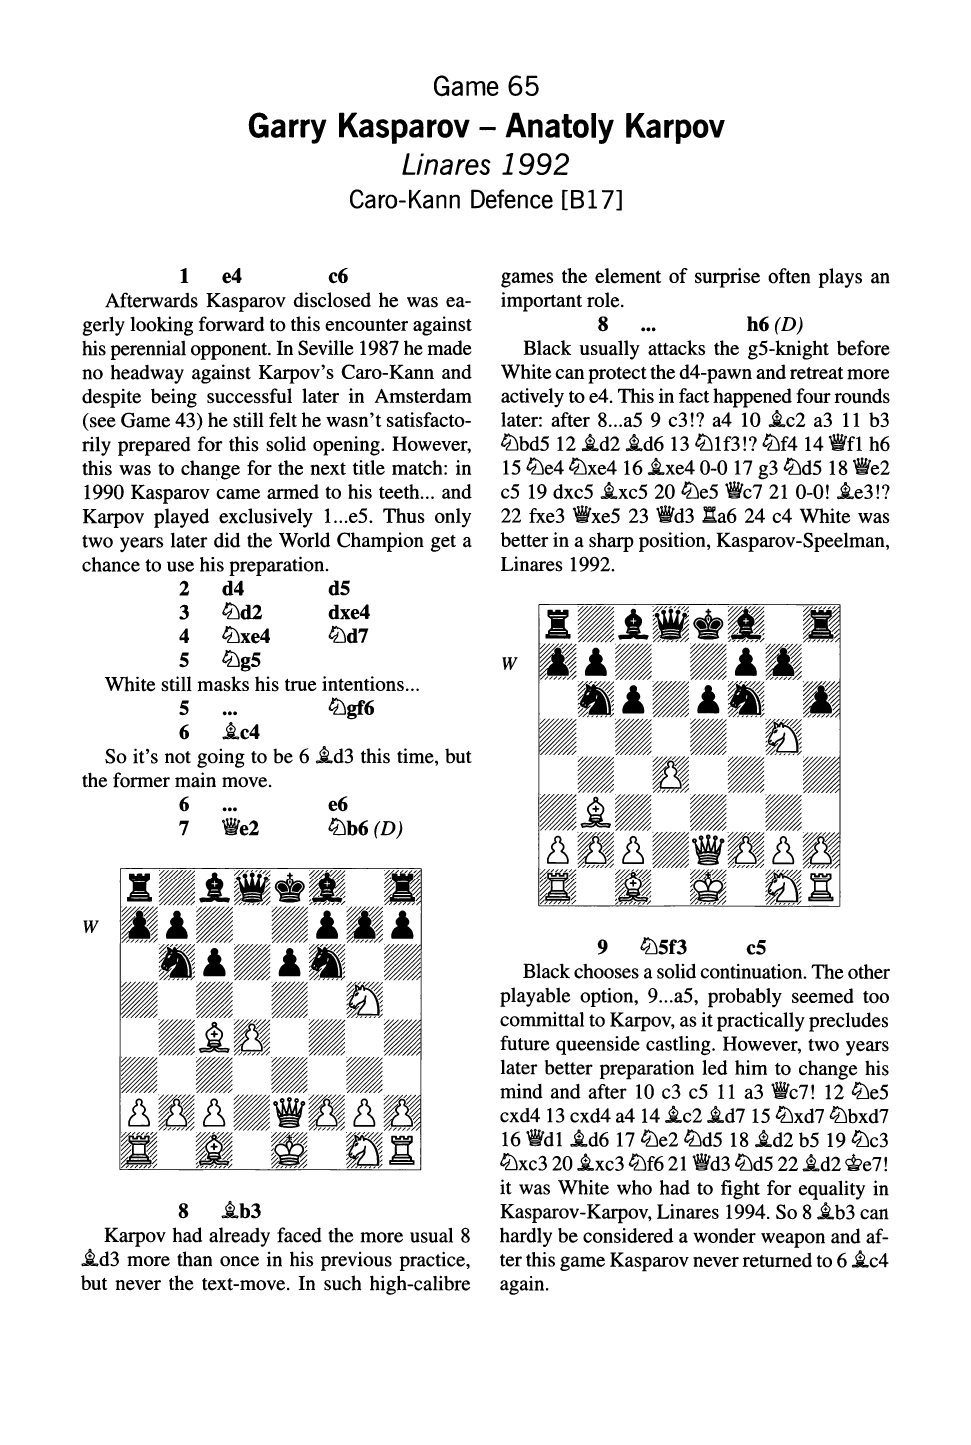 Game 65
Garry Kasparov – Anatoly Karpov
Linares 1992
Caro-Kann Defence [B17]
1 e4 c6
Afterwards Kasparov disclosed he was ea-
gerly looking forward to this encounter against
his perennial opponent. In Seville 1987 he made
no headway against Karpov's Caro-Kann and
despite being successful later in Amsterdam
(see Game 43) he still felt he wasn't satisfacto-
rily prepared for this solid opening. However,
this was to change for the next title match: in
1990 Kasparov came armed to his teeth... and
Karpov played exclusively 1...e5. Thus only
two years later did the World Champion get a
chance to use his preparation.
2 d4 d5
3 ♘d2 dxe4
4 ♘xe4 ♘d7
5 ♘g5
White still masks his true intentions...
5 ... ♘gf6
6 ♗c4
So it's not going to be 6 ♗d3 this time, but
the former main move.
6 ... e6
7 ♕e2 ♘b6 (D)
W
8 ♗b3
Karpov had already faced the more usual 8
♗d3 more than once in his previous practice,
but never the text-move. In such high-calibre
games the element of surprise often plays an
important role.
8 ... h6 (D)
Black usually attacks the g5-knight before
White can protect the d4-pawn and retreat more
actively to e4. This in fact happened four rounds
later: after 8...a5 9 c3!? a4 10 ♗c2 a3 11 b3
♘bd5 12 ♗d2 ♗d6 13 ♘1f3!? ♘f4 14 ♕f1 h6
15 ♘e4 ♘xe4 16 ♗xe4 0-0 17 g3 ♘d5 18 ♕e2
c5 19 dxc5 ♗xc5 20 ♘e5 ♕c7 21 0-0! ♗e3!?
22 fxe3 ♕xe5 23 ♕d3 ♖a6 24 c4 White was
better in a sharp position, Kasparov-Speelman,
Linares 1992.
W
9 ♘5f3 c5
Black chooses a solid continuation. The other
playable option, 9...a5, probably seemed too
committal to Karpov, as it practically precludes
future queenside castling. However, two years
later better preparation led him to change his
mind and after 10 c3 c5 11 a3 ♕c7! 12 ♘e5
cxd4 13 cxd4 a4 14 ♗c2 ♗d7 15 ♘xd7 ♘bxd7
16 ♕d1 ♗d6 17 ♘e2 ♘d5 18 ♗d2 b5 19 ♘c3
♘xc3 20 ♗xc3 ♘f6 21 ♕d3 ♘d5 22 ♗d2 ♔e7!
it was White who had to fight for equality in
Kasparov-Karpov, Linares 1994. So 8 ♗b3 can
hardly be considered a wonder weapon and af-
ter this game Kasparov never returned to 6 ♗c4
again.